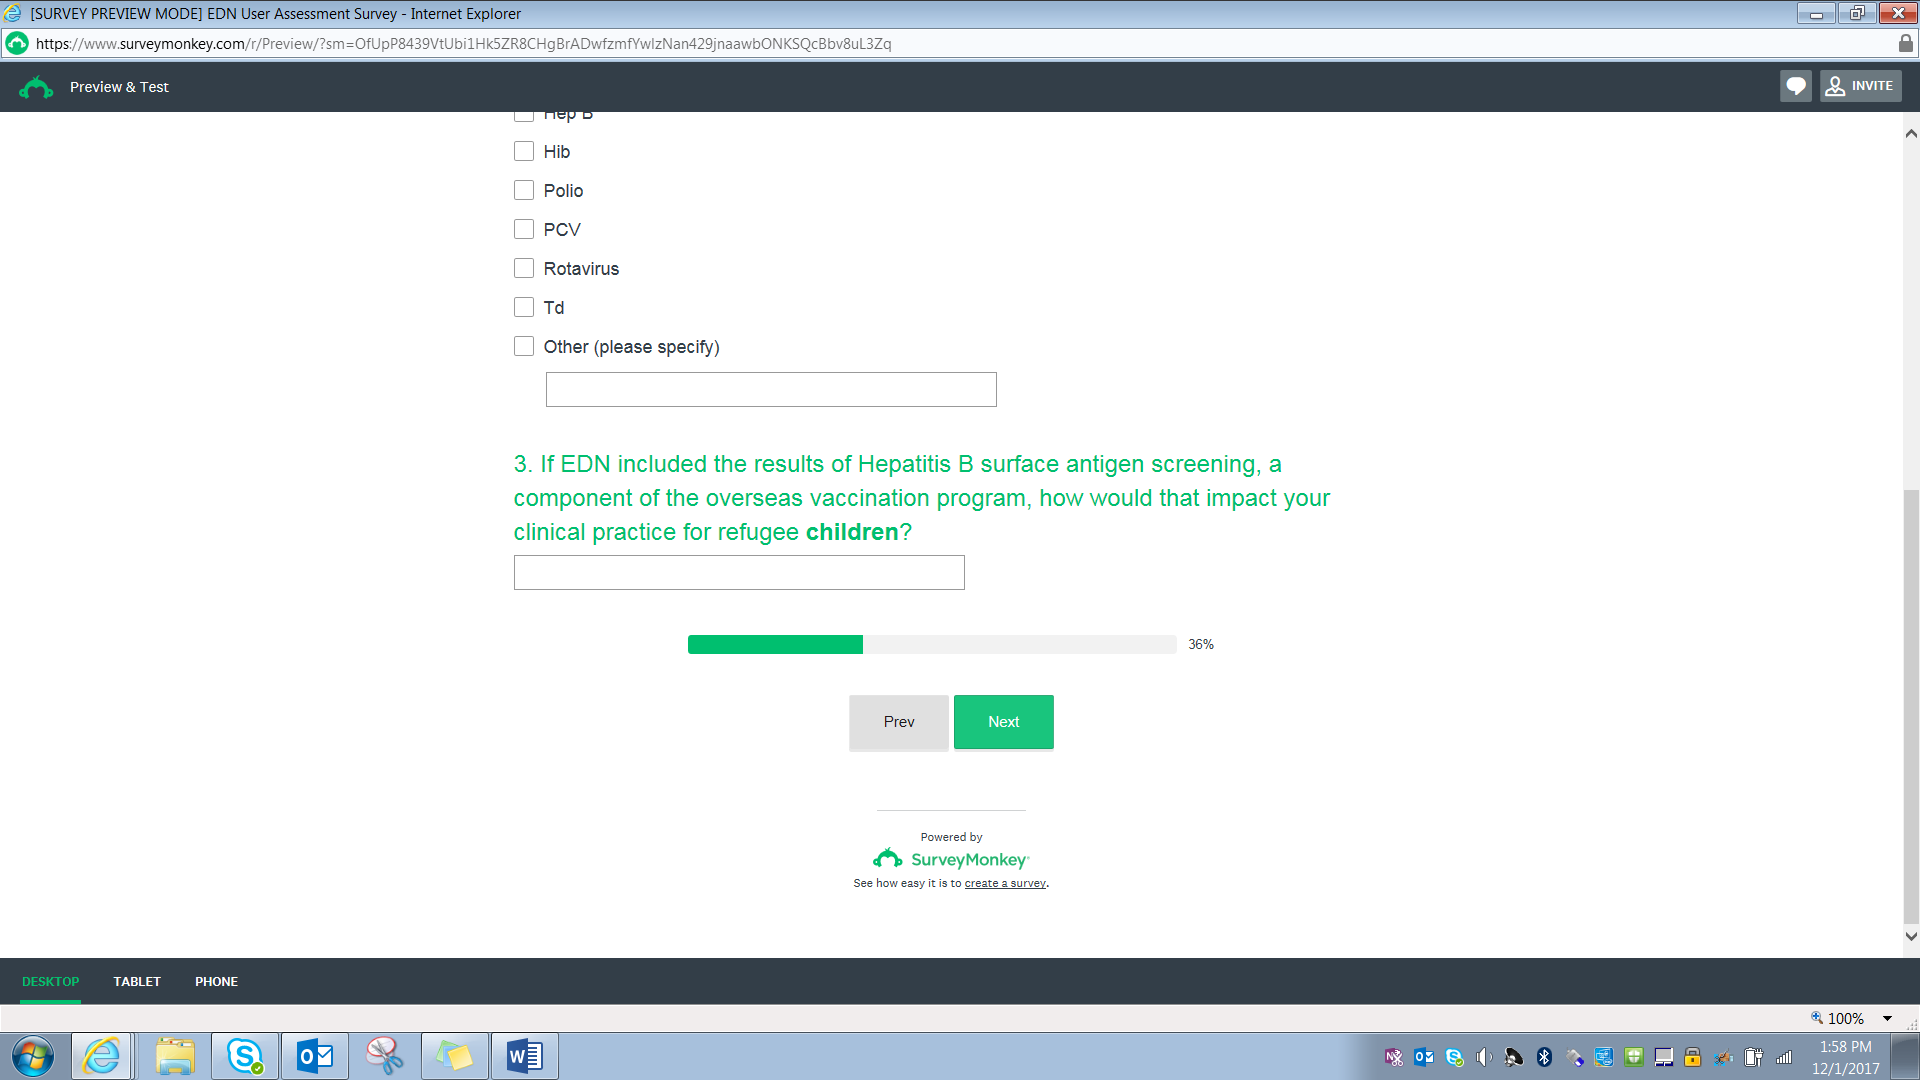 [SURVEY PREVIEW MODE] EDN User Assessment Survey - Internet Explorer
https://www.surveymonkey.com/r/Preview/?sm=OfUpP8439VtUbi1Hk5ZR8CHgBrADwfzmfYwlzNan429jnaawbONKSQcBbv8uL3Zq
Preview & Test
INVITE
Hep B
Hib
Polio
PCV
Rotavirus
Td
Other (please specify)
3. If EDN included the results of Hepatitis B surface antigen screening, a
component of the overseas vaccination program, how would that impact your
clinical practice for refugee children?
36%
Prev
Next
Powered by
SurveyMonkey
See how easy it is to create a survey.
DESKTOP
TABLET
PHONE
100%
1:58 PM
12/1/2017